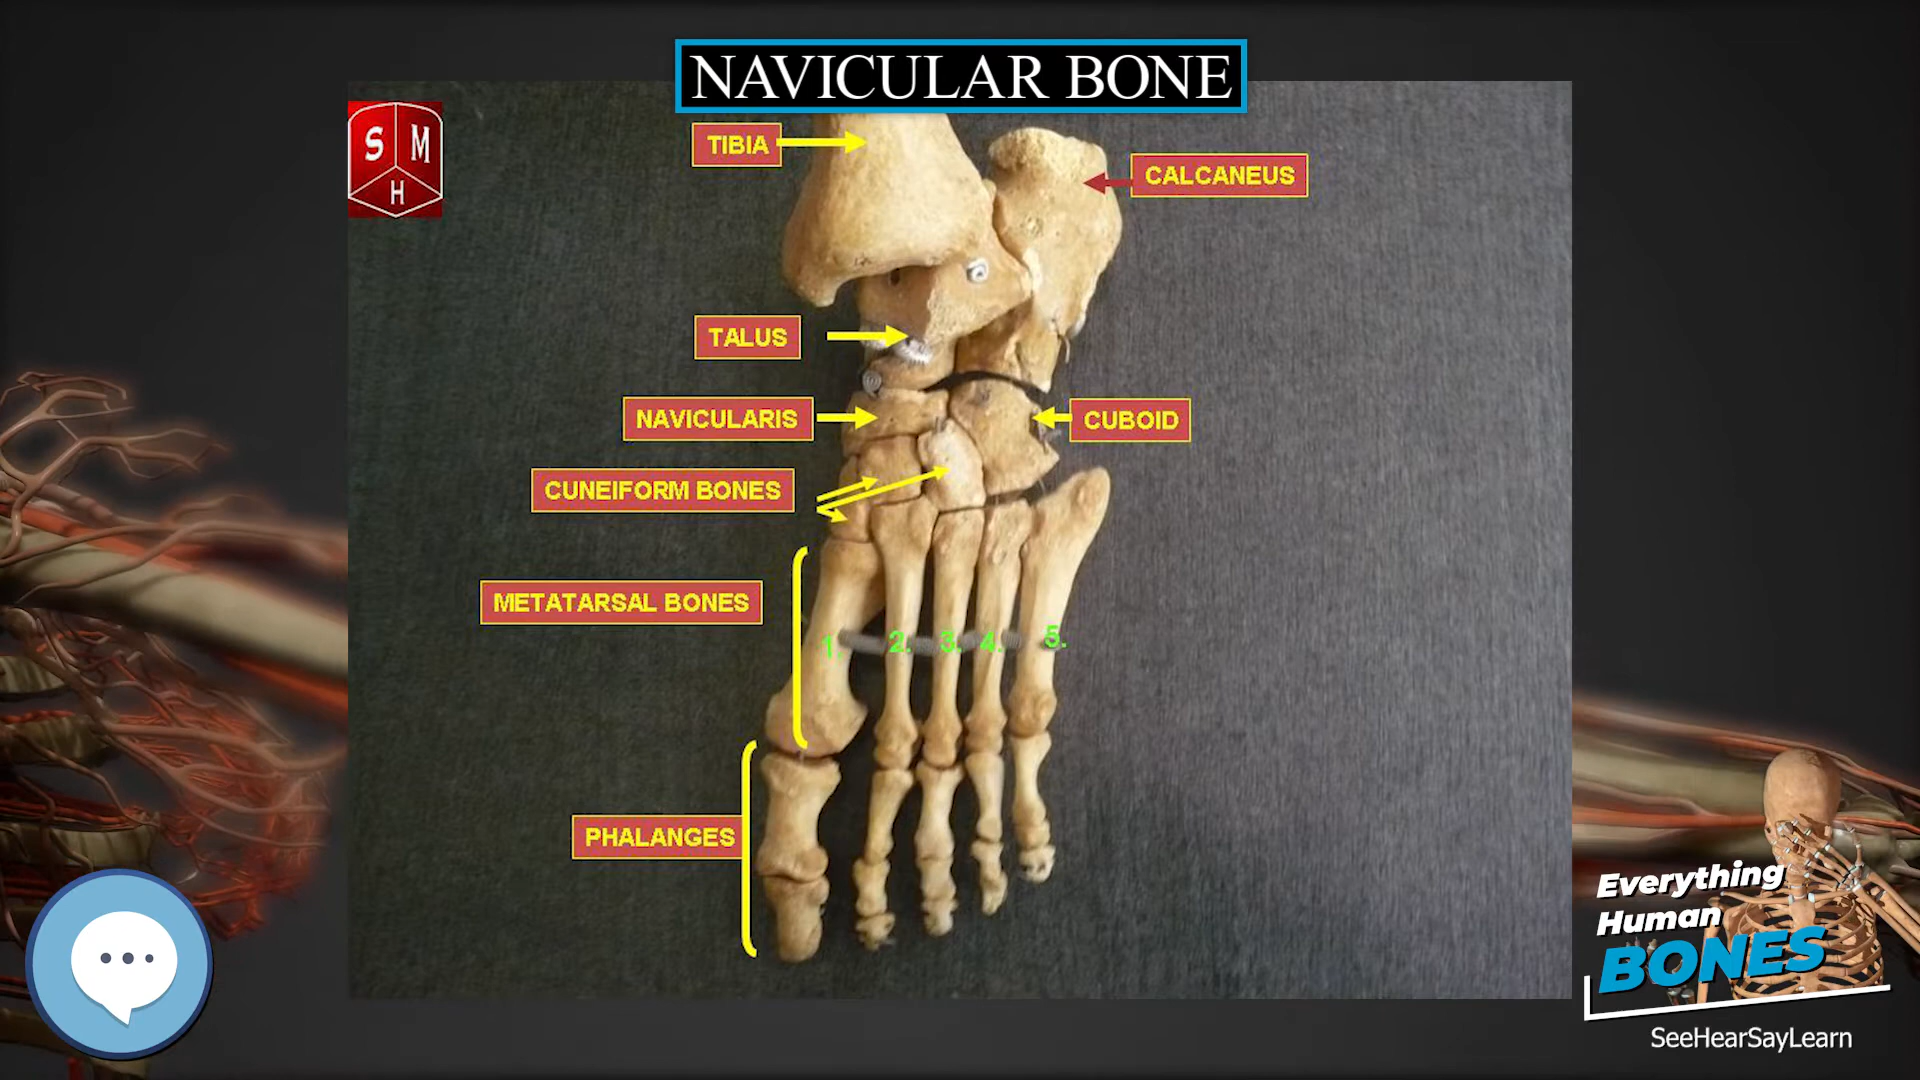 NAVICULAR BONE
S M
H
TIBIA
CALCANEUS
TALUS
NAVICULARIS
CUBOID
CUNEIFORM BONES
METATARSAL BONES
1. 2. 3. 4. 5.
PHALANGES
Everything
Human
BONES
SeeHearSayLearn